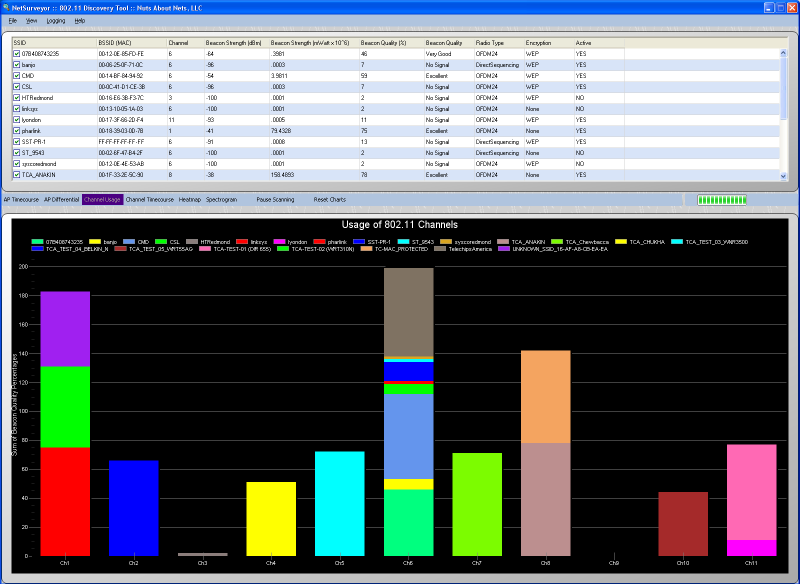 NetSurveyor :: 802.11 Discovery Tool :: Nuts About Nets, LLC
File View Logging Help
SSID BSSID (MAC) Channel Beacon Strength (dBm) Beacon Strength (mWatt x 10^6) Beacon Quality (%) Beacon Quality Radio Type Encryption Active
07B408743235 00-12-0E-85-FD-FE 6 -64 .3981 46 Very Good OFDM24 WEP YES
banjo 00-06-25-0F-71-0C 6 -96 .0003 7 No Signal DirectSequencing WEP YES
CMD 00-14-BF-84-94-92 6 -54 3.9811 59 Excellent OFDM24 WEP YES
CSL 00-0C-41-D1-CE-3B 6 -96 .0003 7 No Signal OFDM24 WEP YES
HTRedmond 00-16-E6-3B-F3-7C 3 -100 .0001 2 No Signal OFDM24 WEP NO
linksys 00-13-10-05-1A-03 6 -100 .0001 2 No Signal OFDM24 None NO
lyondon 00-17-3F-66-2D-F4 11 -93 .0005 11 No Signal OFDM24 WEP YES
pharlink 00-18-39-03-0D-7B 1 -41 79.4328 75 Excellent OFDM24 None YES
SST-PR-1 FF-FF-FF-FF-FF-FF 6 -91 .0008 13 No Signal DirectSequencing WEP YES
ST_9543 00-02-6F-47-B4-2F 6 -100 .0001 2 No Signal DirectSequencing None NO
syscoredmond 00-12-0E-4E-53-AB 6 -100 .0001 2 No Signal OFDM24 WEP NO
TCA_ANAKIN 00-1F-33-2E-5C-90 8 -38 158.4893 78 Excellent OFDM24 None YES
AP Timecourse AP Differential Channel Usage Channel Timecourse Heatmap Spectrogram Pause Scanning Reset Charts
Usage of 802.11 Channels
07B408743235 banjo CMD CSL HTRedmond linksys lyondon pharlink SST-PR-1 ST_9543 syscoredmond TCA_ANAKIN TCA_Chewbacca TCA_CHUKHA TCA_TEST_03_WNR3500
TCA_TEST_04_BELKIN_N TCA_TEST_05_WRT55AG TCA-TEST-01 (DIR 655) TCA-TEST-02 (WRT310N) TC-MAC_PROTECTED TelechipsAmerica UNKNOWN_SSID_16-AF-A8-CB-EA-EA
Sum of Beacon Quality Percentages
200
180
160
140
120
100
80
60
40
20
0
Ch1 Ch2 Ch3 Ch4 Ch5 Ch6 Ch7 Ch8 Ch9 Ch10 Ch11